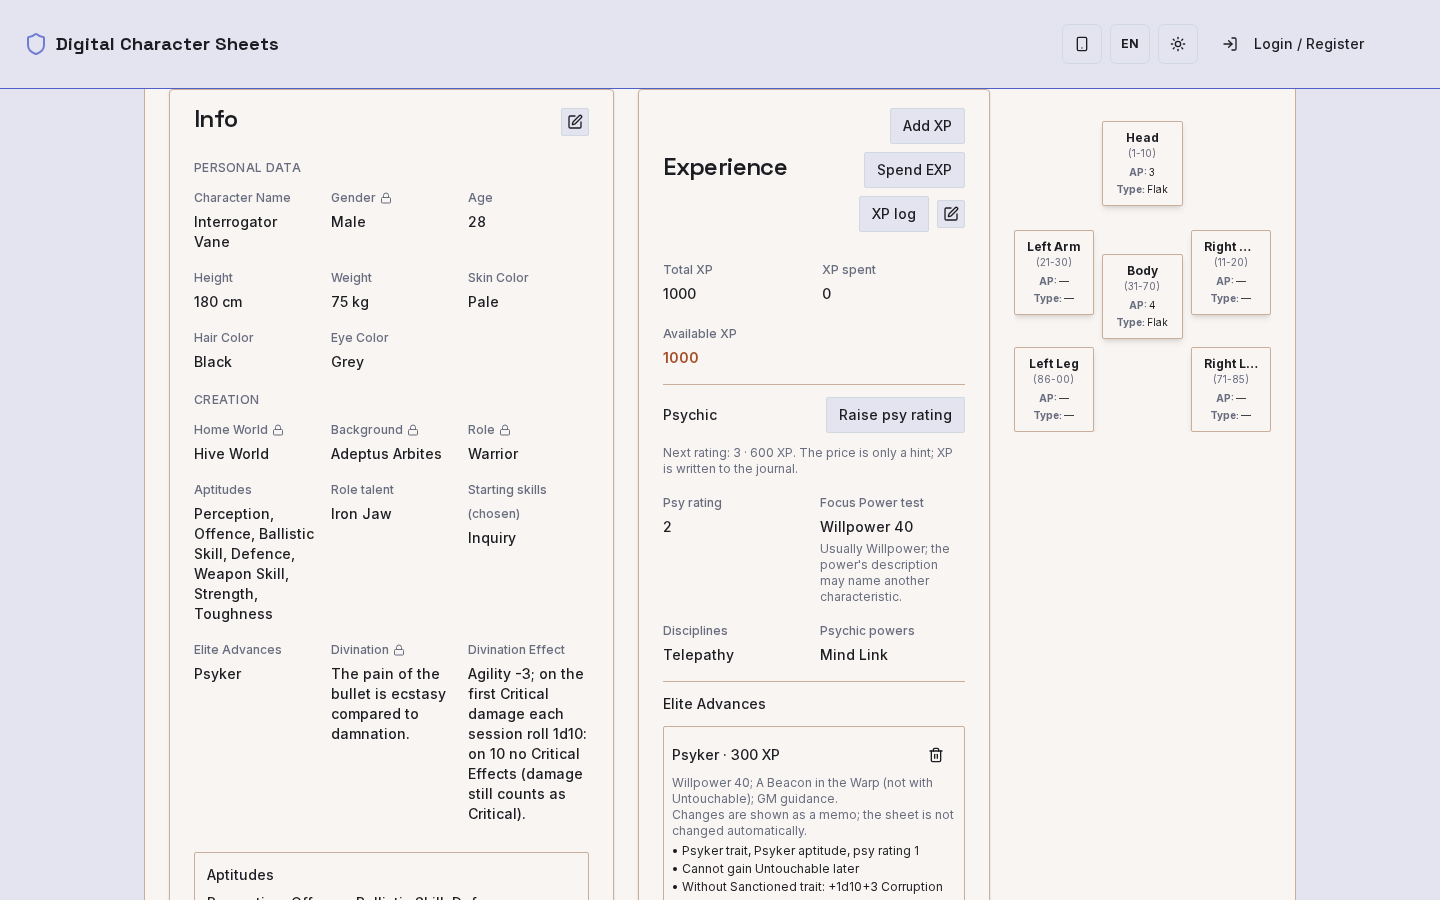 Digital Character Sheets
EN
Login / Register
Info
PERSONAL DATA
Character Name
Gender
Age
Interrogator
Vane
Male
28
Height
Weight
Skin Color
180 cm
75 kg
Pale
Hair Color
Eye Color
Black
Grey
CREATION
Home World
Background
Role
Hive World
Adeptus Arbites
Warrior
Aptitudes
Role talent
Starting skills
(chosen)
Perception,
Offence, Ballistic
Skill, Defence,
Weapon Skill,
Strength,
Toughness
Iron Jaw
Inquiry
Elite Advances
Divination
Divination Effect
Psyker
The pain of the
bullet is ecstasy
compared to
damnation.
Agility -3; on the
first Critical
damage each
session roll 1d10:
on 10 no Critical
Effects (damage
still counts as
Critical).
Aptitudes
Experience
Add XP
Spend EXP
XP log
Total XP
XP spent
1000
0
Available XP
1000
Psychic
Raise psy rating
Next rating: 3 · 600 XP. The price is only a hint; XP
is written to the journal.
Psy rating
Focus Power test
2
Willpower 40
Usually Willpower; the
power's description
may name another
characteristic.
Disciplines
Psychic powers
Telepathy
Mind Link
Elite Advances
Psyker · 300 XP
Willpower 40; A Beacon in the Warp (not with
Untouchable); GM guidance.
Changes are shown as a memo; the sheet is not
changed automatically.
• Psyker trait, Psyker aptitude, psy rating 1
• Cannot gain Untouchable later
• Without Sanctioned trait: +1d10+3 Corruption
Head
(1-10)
AP: 3
Type: Flak
Left Arm
(21-30)
AP: —
Type: —
Body
(31-70)
AP: 4
Type: Flak
Right ...
(11-20)
AP: —
Type: —
Left Leg
(86-00)
AP: —
Type: —
Right L...
(71-85)
AP: —
Type: —